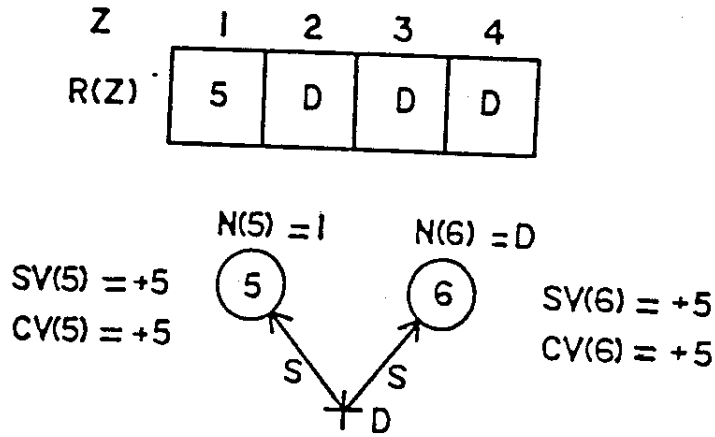 Z 1 2 3 4
R(Z) 5 D D D
N(5) = 1 N(6) = D
SV(5) = +5 5 6 SV(6) = +5
CV(5) = +5 CV(6) = +5
S S
D